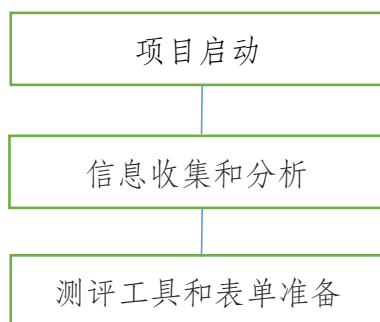 项目启动
信息收集和分析
测评工具和表单准备